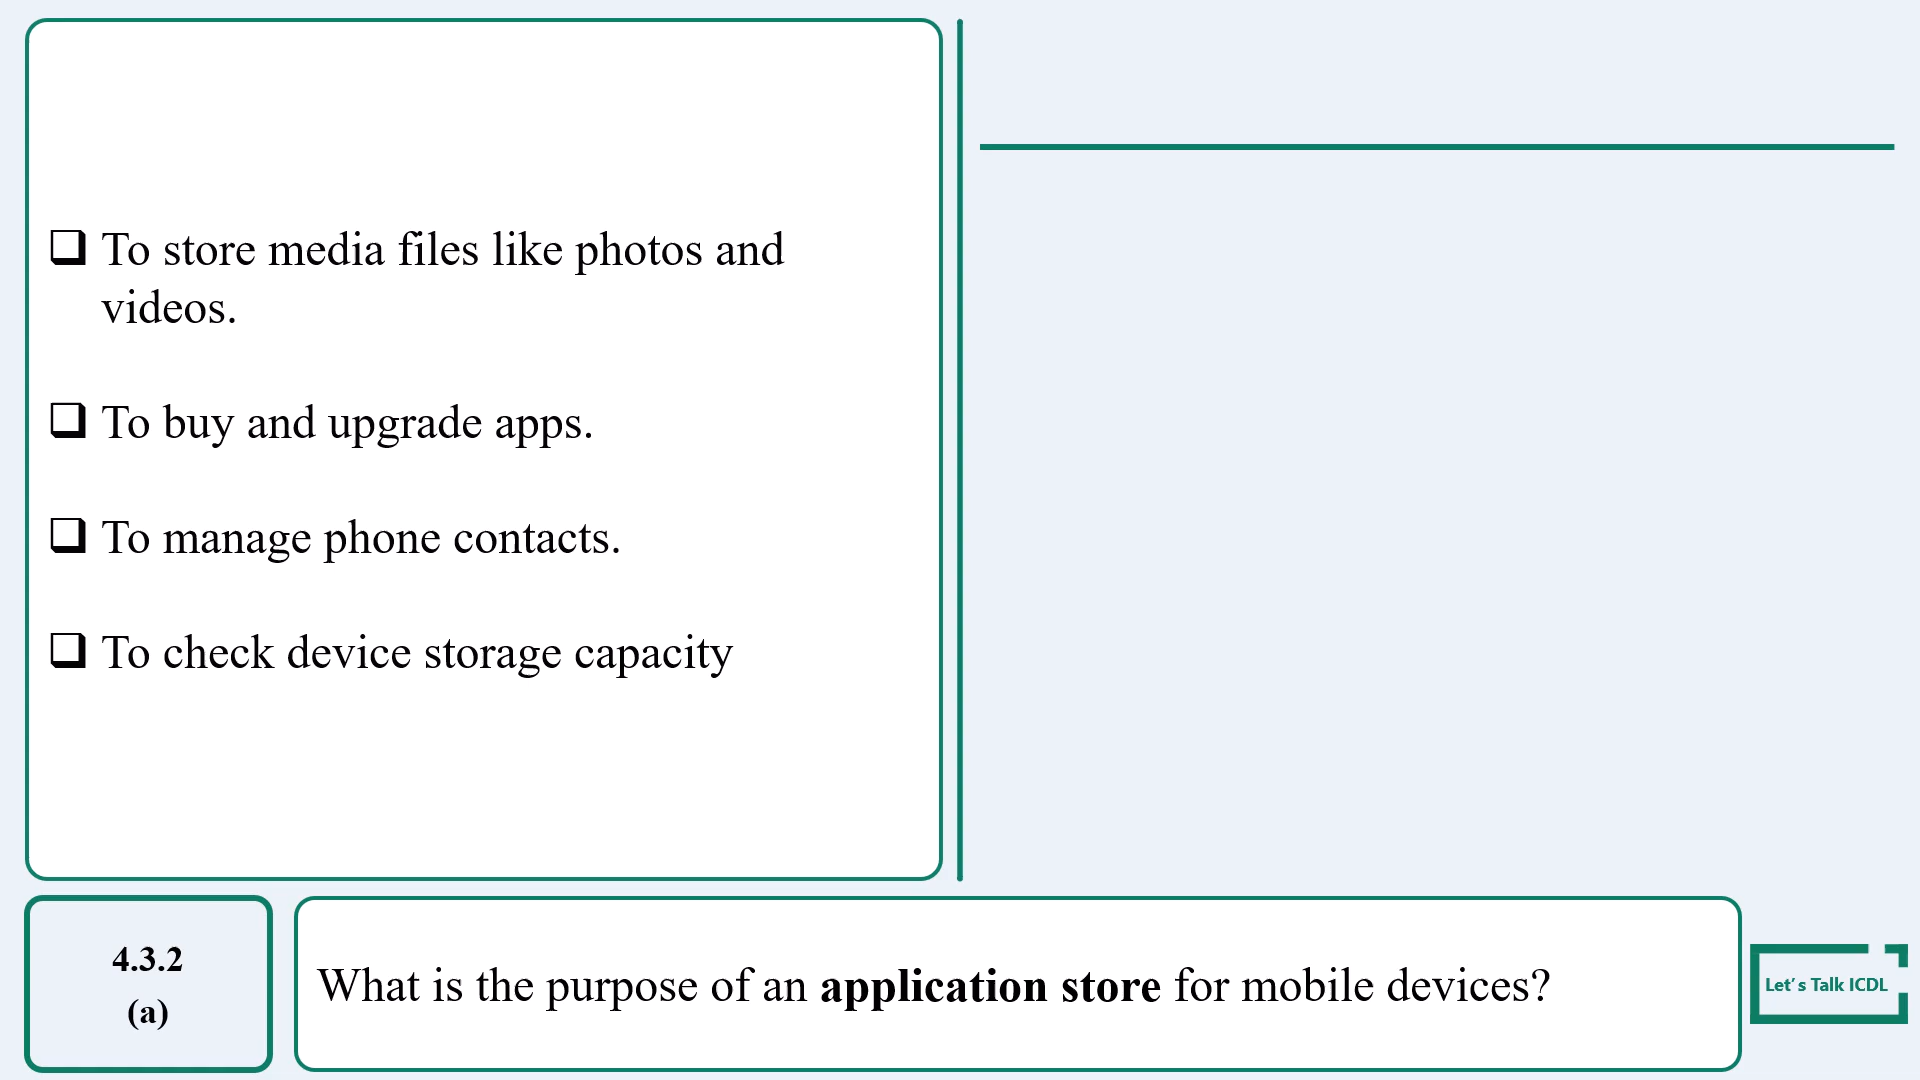 ❑ To store media files like photos and
videos.
❑ To buy and upgrade apps.
❑ To manage phone contacts.
❑ To check device storage capacity
4.3.2
(a)
What is the purpose of an application store for mobile devices?
Let's Talk ICDL